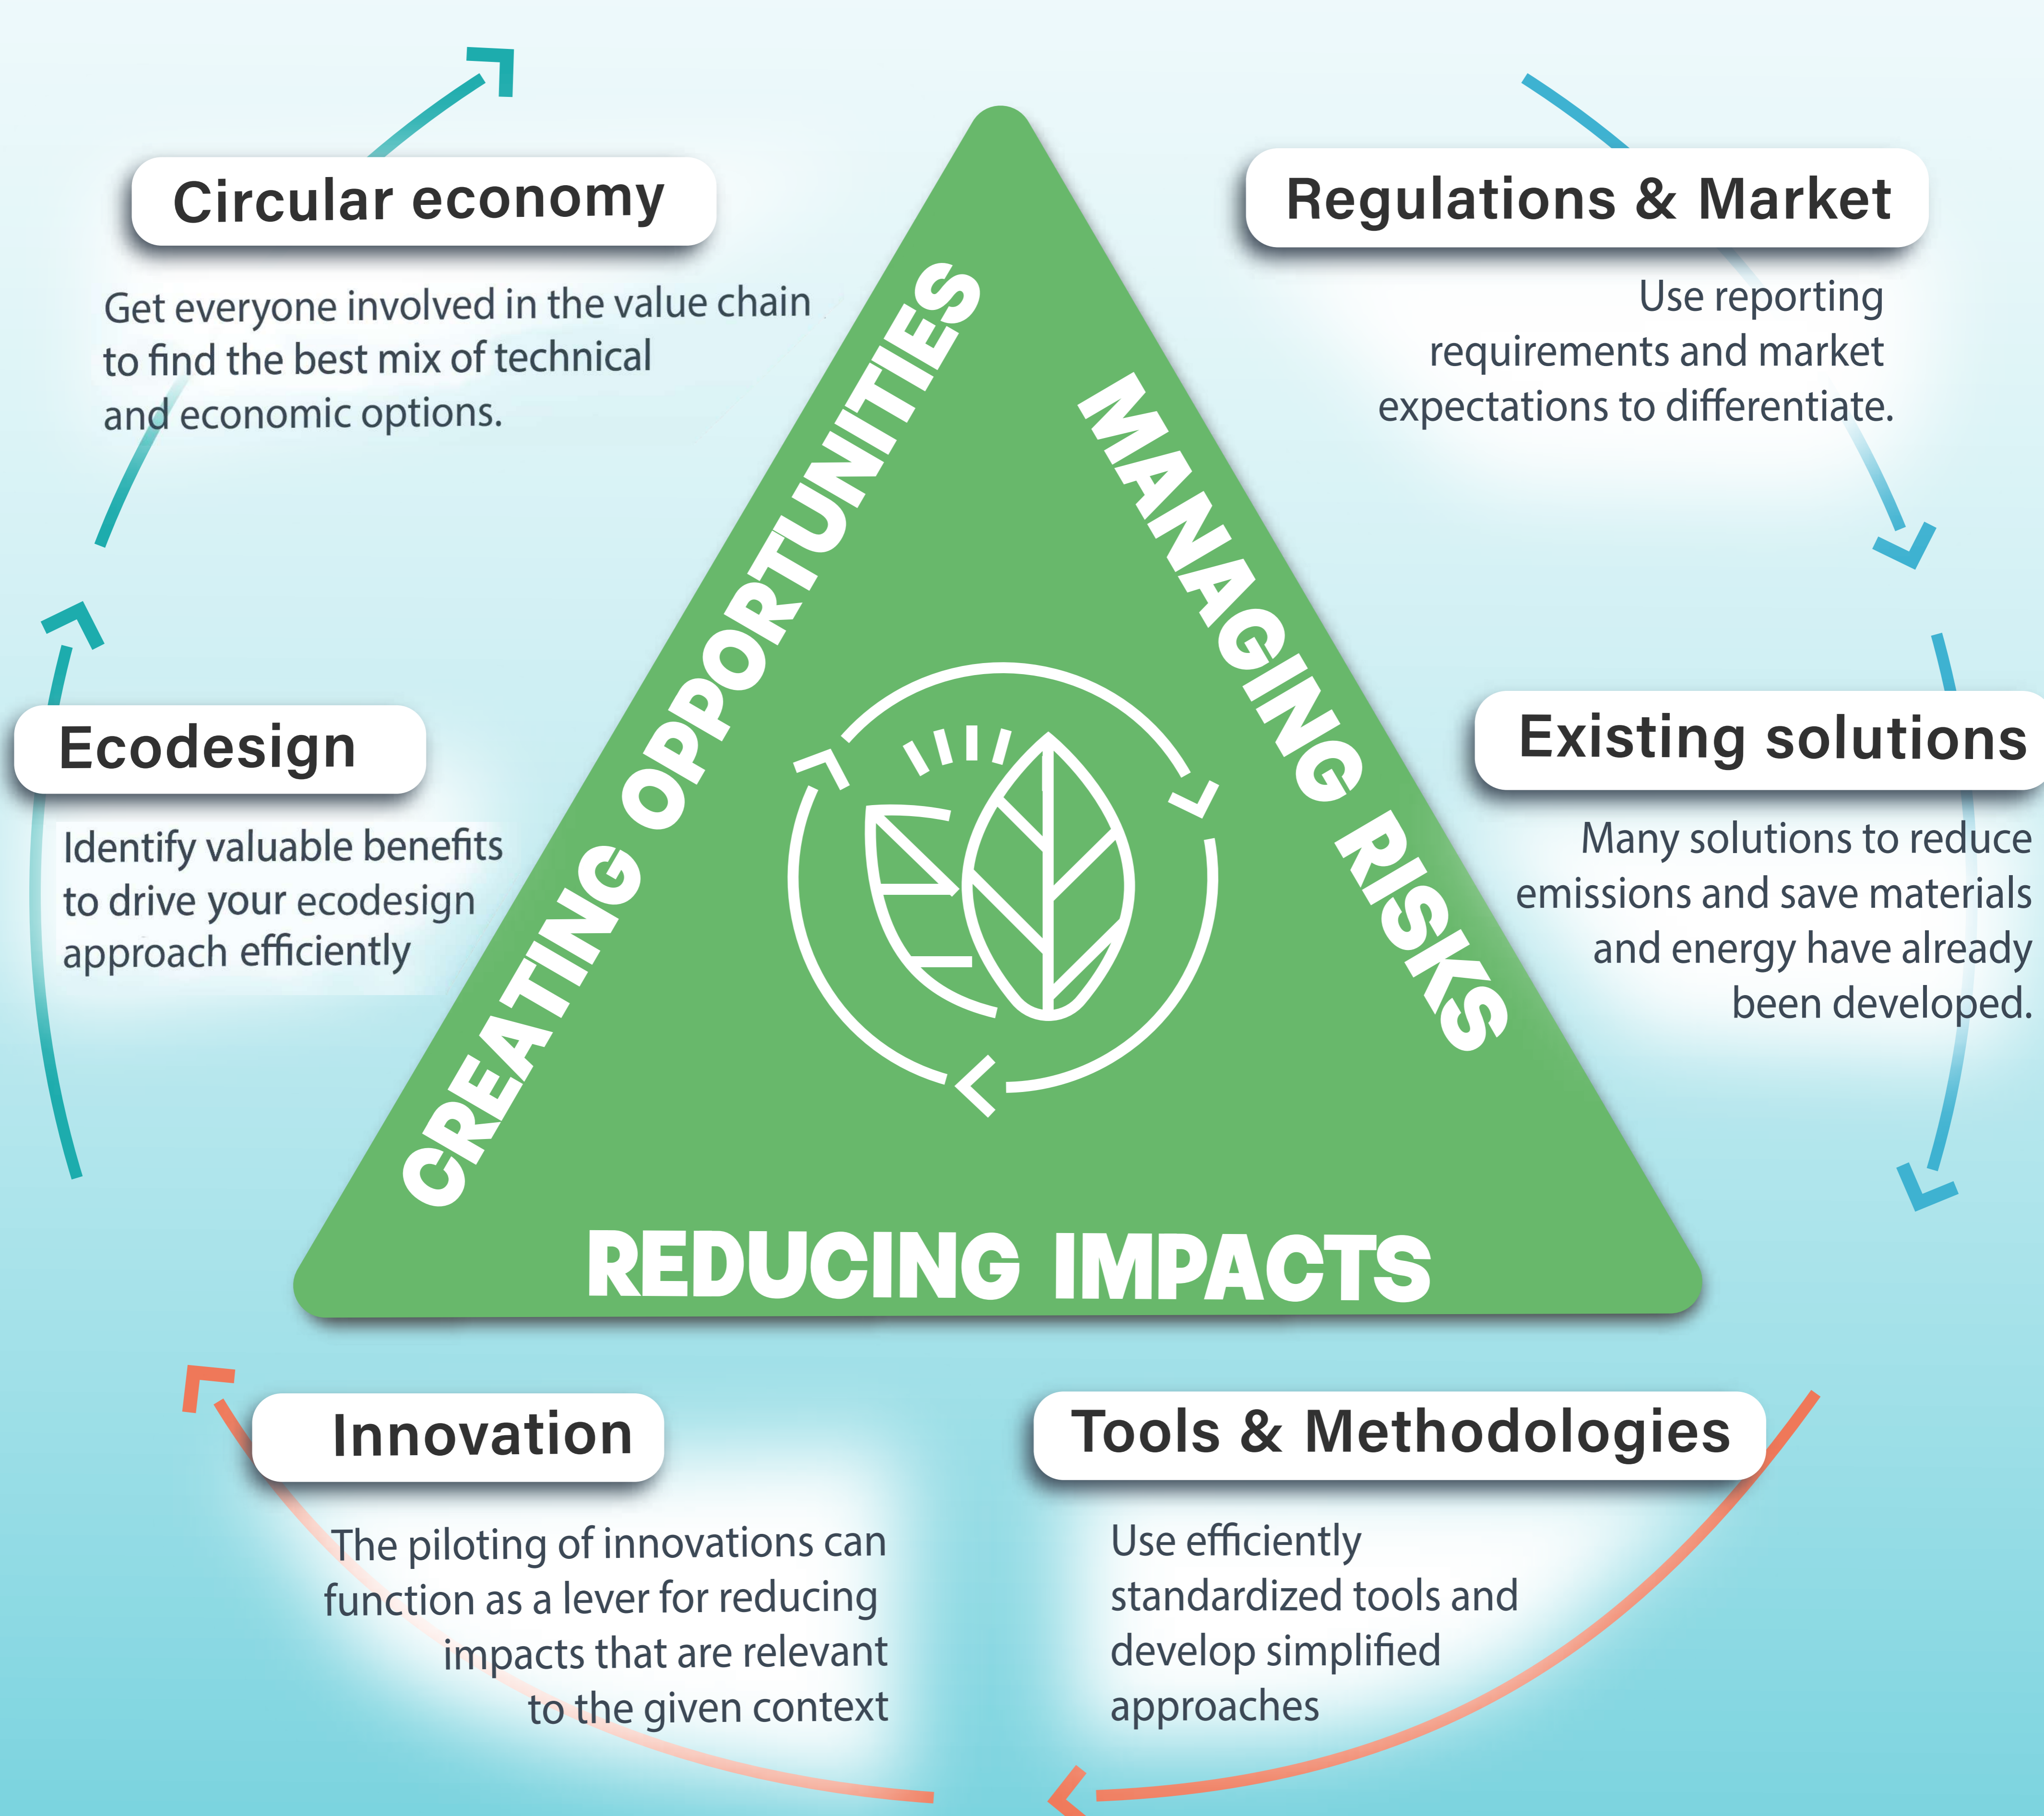 Circular economy
Get everyone involved in the value chain
to find the best mix of technical
and economic options.
Regulations & Market
Use reporting
requirements and market
expectations to differentiate.
CREATING OPPORTUNITIES
MANAGING RISKS
Ecodesign
Identify valuable benefits
to drive your ecodesign
approach efficiently
Existing solutions
Many solutions to reduce
emissions and save materials
and energy have already
been developed.
REDUCING IMPACTS
Innovation
The piloting of innovations can
function as a lever for reducing
impacts that are relevant
to the given context
Tools & Methodologies
Use efficiently
standardized tools and
develop simplified
approaches